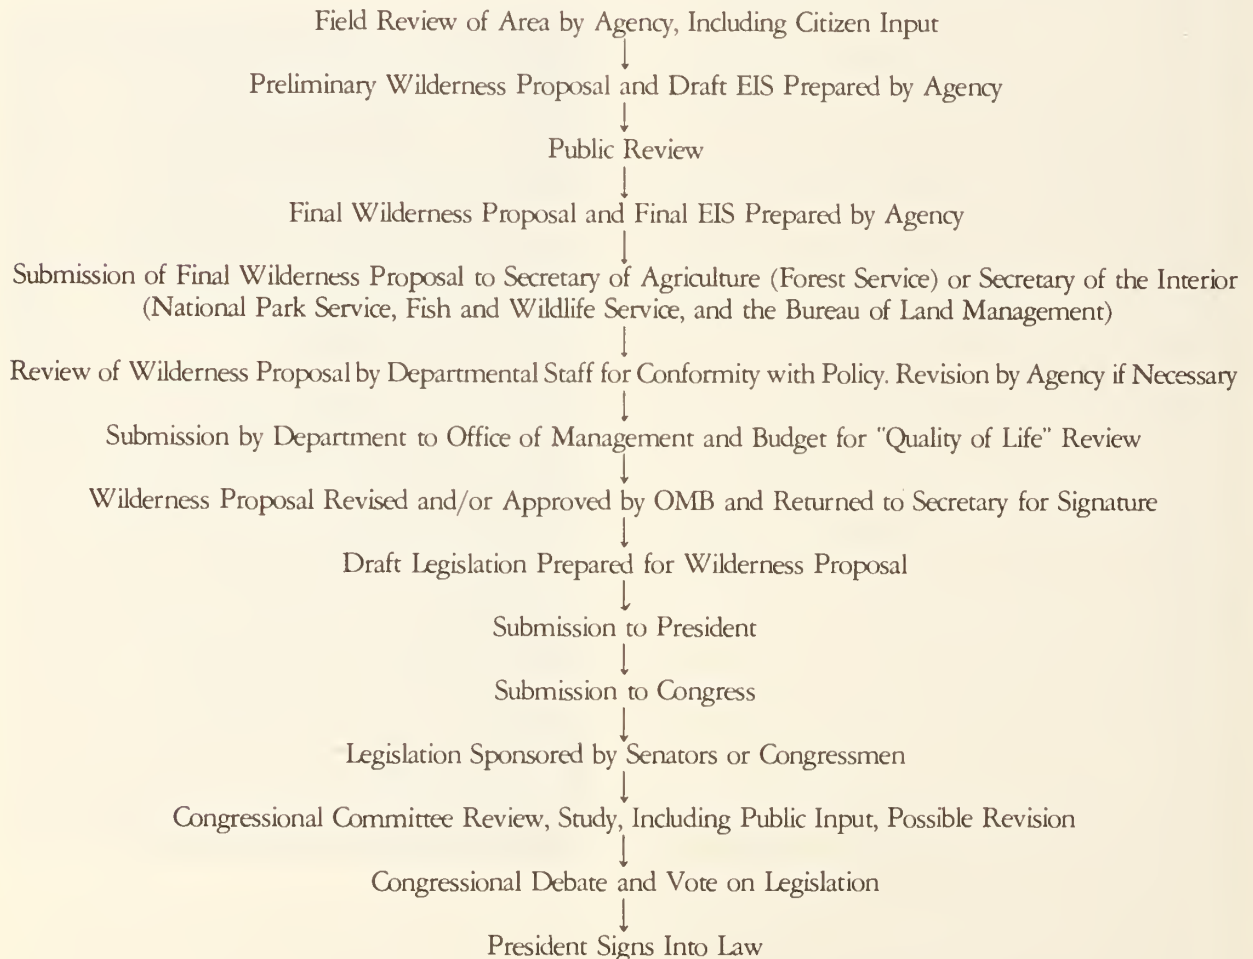 Field Review of Area by Agency, Including Citizen Input
Preliminary Wilderness Proposal and Draft EIS Prepared by Agency
Public Review
Final Wilderness Proposal and Final EIS Prepared by Agency
Submission of Final Wilderness Proposal to Secretary of Agriculture (Forest Service) or Secretary of the Interior
(National Park Service, Fish and Wildlife Service, and the Bureau of Land Management)
Review of Wilderness Proposal by Departmental Staff for Conformity with Policy. Revision by Agency if Necessary
Submission by Department to Office of Management and Budget for "Quality of Life" Review
Wilderness Proposal Revised and/or Approved by OMB and Returned to Secretary for Signature
Draft Legislation Prepared for Wilderness Proposal
Submission to President
Submission to Congress
Legislation Sponsored by Senators or Congressmen
Congressional Committee Review, Study, Including Public Input, Possible Revision
Congressional Debate and Vote on Legislation
President Signs Into Law